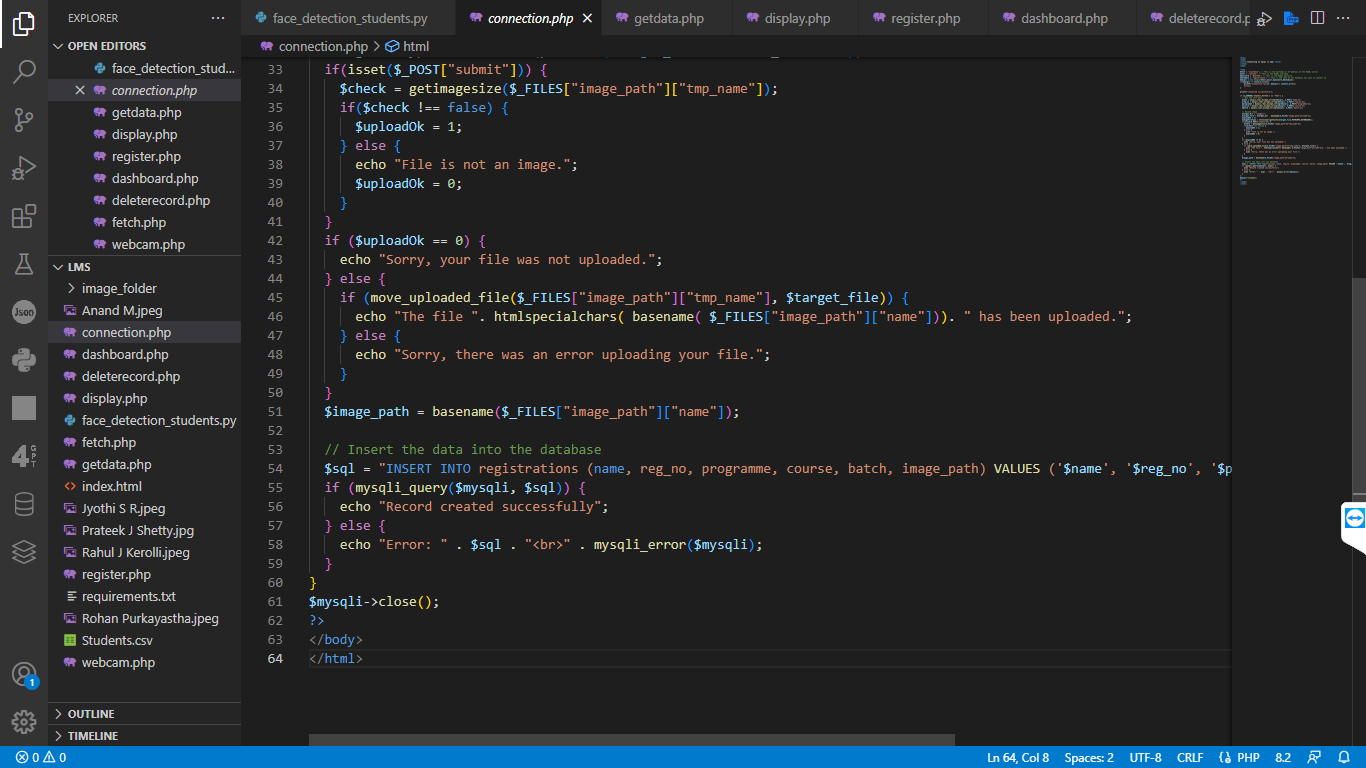 EXPLORER
OPEN EDITORS
face_detection_stud...
connection.php
getdata.php
display.php
register.php
dashboard.php
deleterecord.php
fetch.php
webcam.php
LMS
image_folder
Anand M.jpeg
connection.php
dashboard.php
deleterecord.php
display.php
face_detection_students.py
fetch.php
getdata.php
index.html
Jyothi S R.jpeg
Prateek J Shetty.jpg
Rahul J Kerolli.jpeg
register.php
requirements.txt
Rohan Purkayastha.jpeg
Students.csv
webcam.php
OUTLINE
TIMELINE
Json
4 GPT
1
face_detection_students.py connection.php getdata.php display.php register.php dashboard.php deleterecord.p
connection.php > html
33 if(isset($_POST["submit"])) {
34 $check = getimagesize($_FILES["image_path"]["tmp_name"]);
35 if($check !== false) {
36 $uploadOk = 1;
37 } else {
38 echo "File is not an image.";
39 $uploadOk = 0;
40 }
41 }
42 if ($uploadOk == 0) {
43 echo "Sorry, your file was not uploaded.";
44 } else {
45 if (move_uploaded_file($_FILES["image_path"]["tmp_name"], $target_file)) {
46 echo "The file ". htmlspecialchars( basename( $_FILES["image_path"]["name"])). " has been uploaded.";
47 } else {
48 echo "Sorry, there was an error uploading your file.";
49 }
50 }
51 $image_path = basename($_FILES["image_path"]["name"]);
52
53 // Insert the data into the database
54 $sql = "INSERT INTO registrations (name, reg_no, programme, course, batch, image_path) VALUES ('$name', '$reg_no', '$p
55 if (mysqli_query($mysqli, $sql)) {
56 echo "Record created successfully";
57 } else {
58 echo "Error: " . $sql . "<br>" . mysqli_error($mysqli);
59 }
60 }
61 $mysqli->close();
62 ?>
63 </body>
64 </html>
0 0 Ln 64, Col 8 Spaces: 2 UTF-8 CRLF PHP 8.2